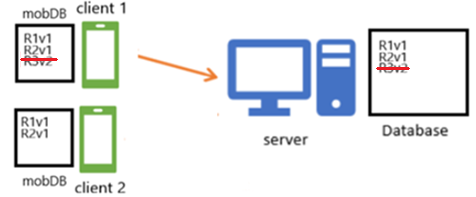 mobDB
client 1
R1v1
R2v1
R3v2
R1v1
R2v1
mobDB
client 2
server
R1v1
R2v1
R3v2
Database